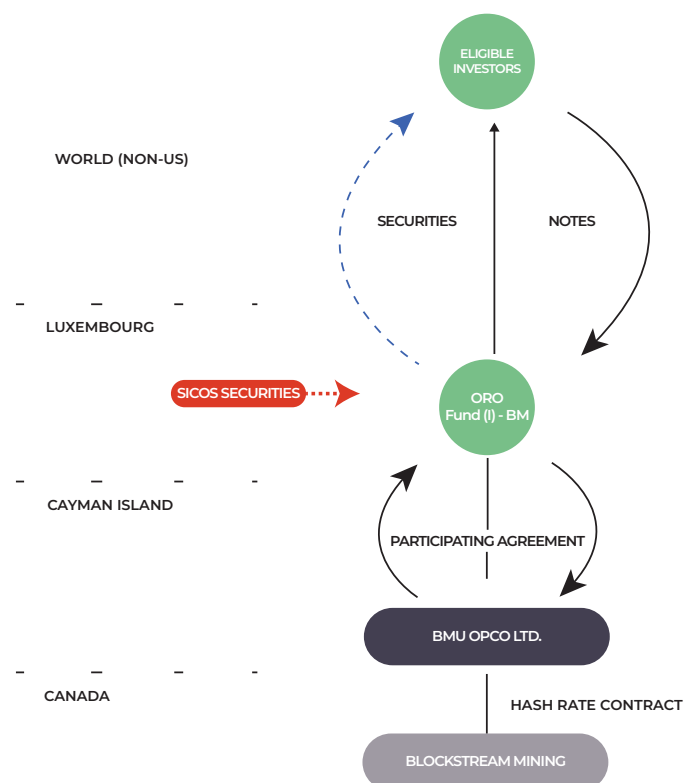 ELIGIBLE
INVESTORS
WORLD (NON-US)
SECURITIES
NOTES
LUXEMBOURG
SICOS SECURITIES
ORO
Fund (I) - BM
CAYMAN ISLAND
PARTICIPATING AGREEMENT
BMU OPCO LTD.
CANADA
HASH RATE CONTRACT
BLOCKSTREAM MINING